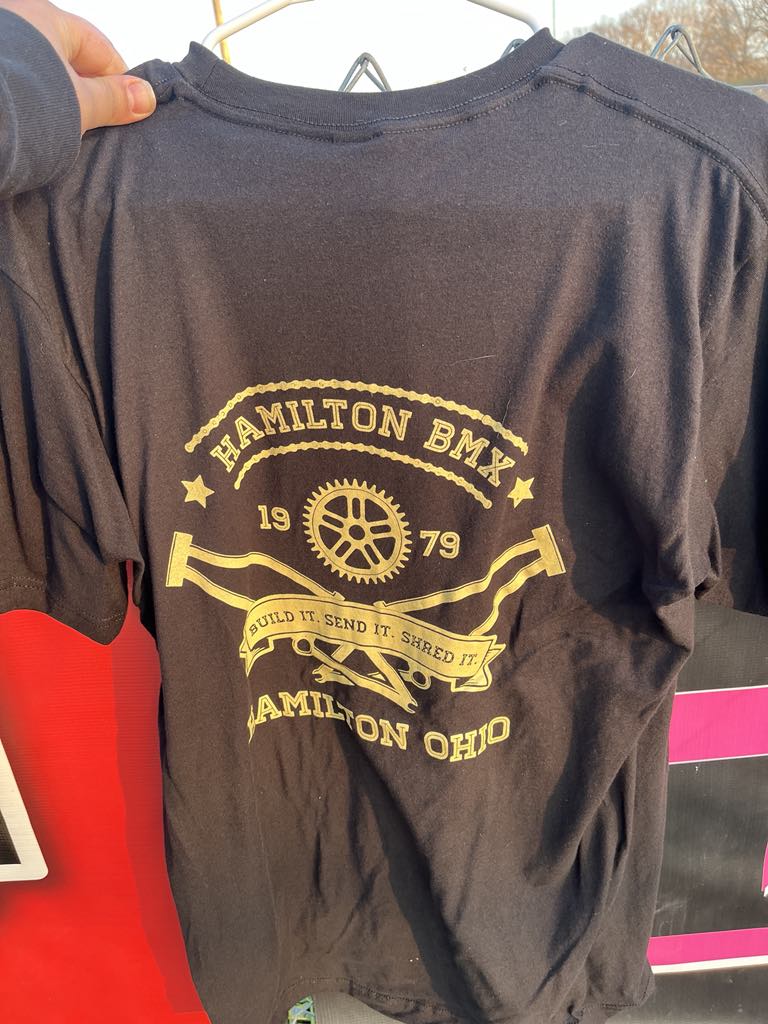 HAMILTON BMX
19 79
BUILD IT. SEND IT. SHRED IT.
HAMILTON OHIO